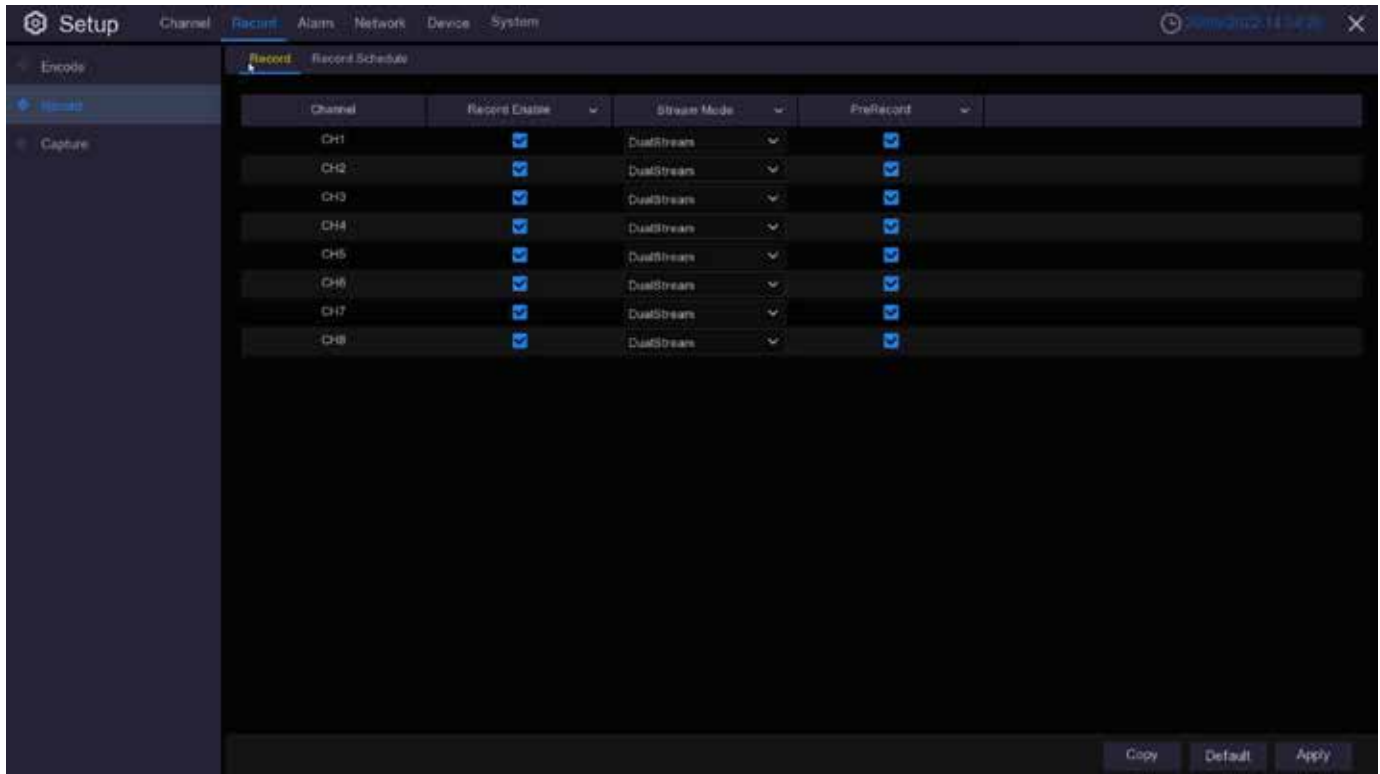 Setup Channel Record Alarm Network Device System
Encode
Record
Capture
Record Record Schedule
Channel Record Enable Stream Mode PreRecord
CH1 DualStream
CH2 DualStream
CH3 DualStream
CH4 DualStream
CH5 DualStream
CH6 DualStream
CH7 DualStream
CH8 DualStream
Copy Default Apply